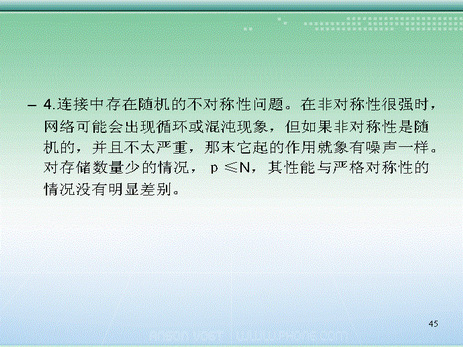 – 4.连接中存在随机的不对称性问题。在非对称性很强时，
网络可能会出现循环或混沌现象，但如果非对称性是随
机的，并且不太严重，那末它起的作用就象有噪声一样。
对存储数量少的情况，p≤N，其性能与严格对称性的
情况没有明显差别。
45